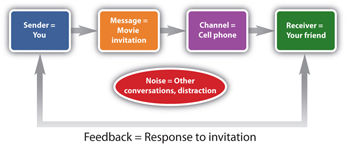 Sender =
You
Message =
Movie
invitation
Channel =
Cell phone
Receiver =
Your friend
Noise = Other
conversations, distraction
Feedback = Response to invitation